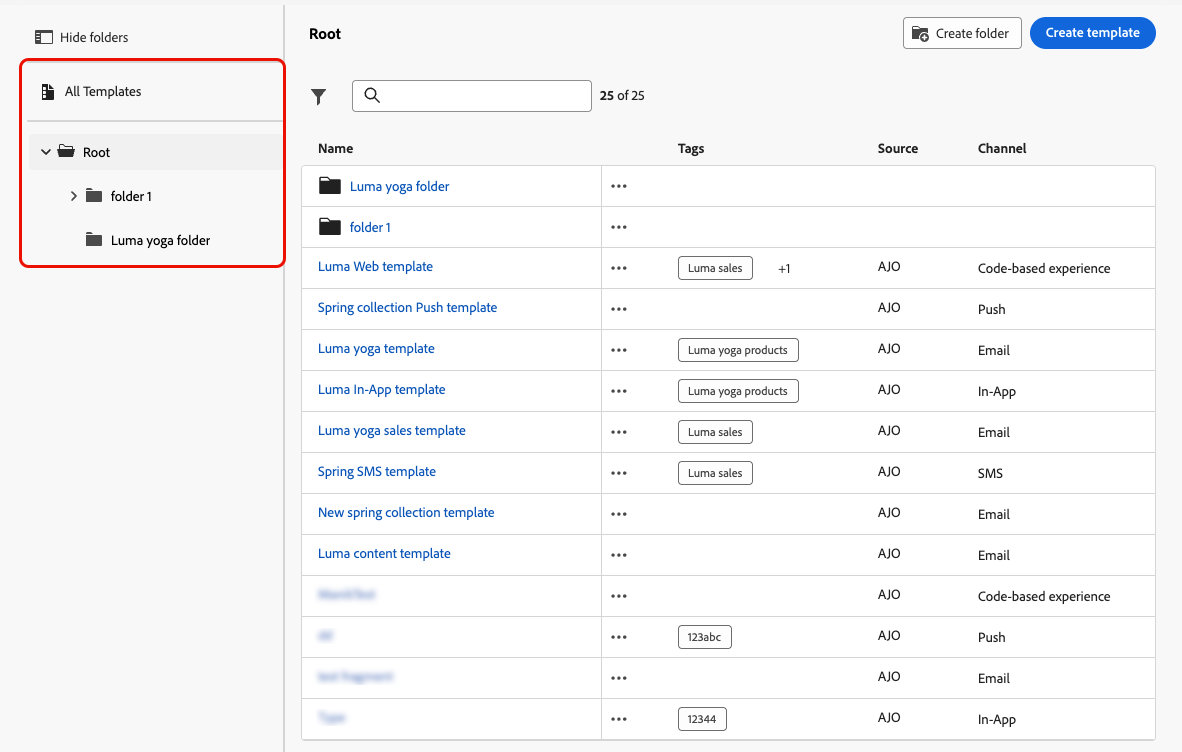 Hide folders
All Templates
Root
folder 1
Luma yoga folder
Root
Create folder
Create template
25 of 25
Name Tags Source Channel
Luma yoga folder
folder 1
Luma Web template Luma sales +1 AJO Code-based experience
Spring collection Push template AJO Push
Luma yoga template Luma yoga products AJO Email
Luma In-App template Luma yoga products AJO In-App
Luma yoga sales template Luma sales AJO Email
Spring SMS template Luma sales AJO SMS
New spring collection template AJO Email
Luma content template AJO Email
AJO Code-based experience
123abc AJO Push
AJO Email
12344 AJO In-App